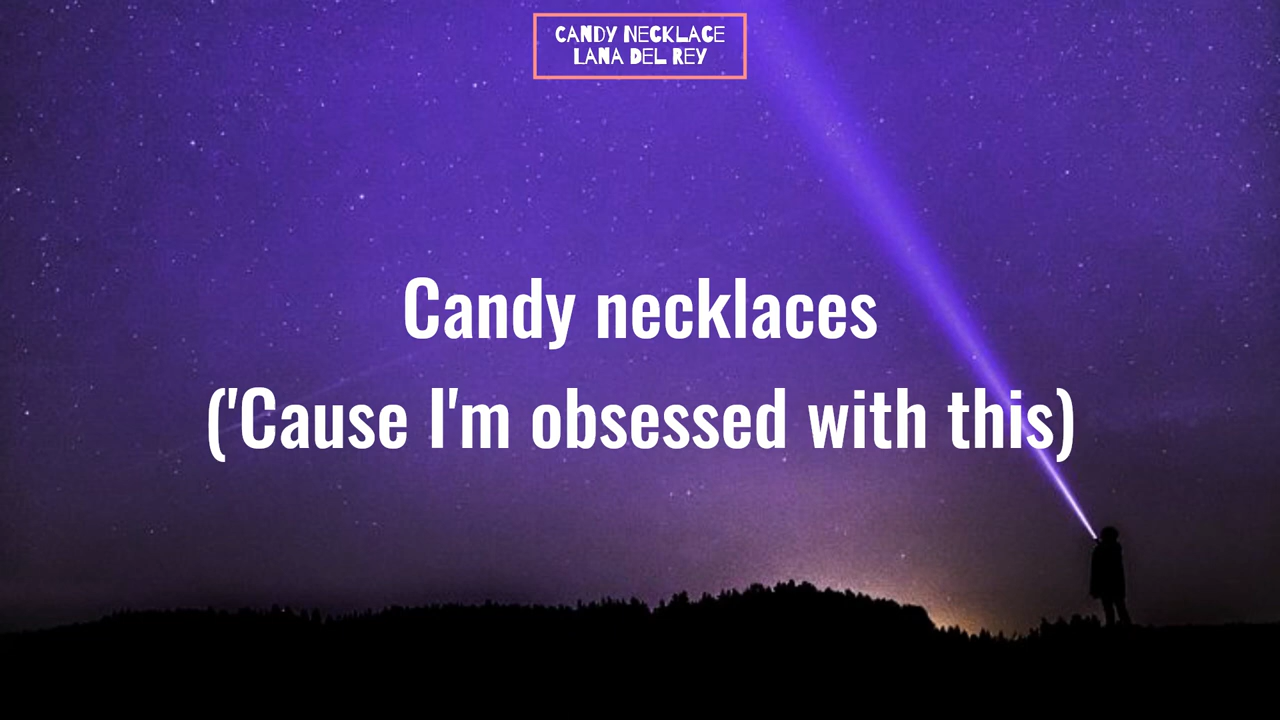 CANDY NECKLACE
LANA DEL REY
Candy necklaces
('Cause I'm obsessed with this)